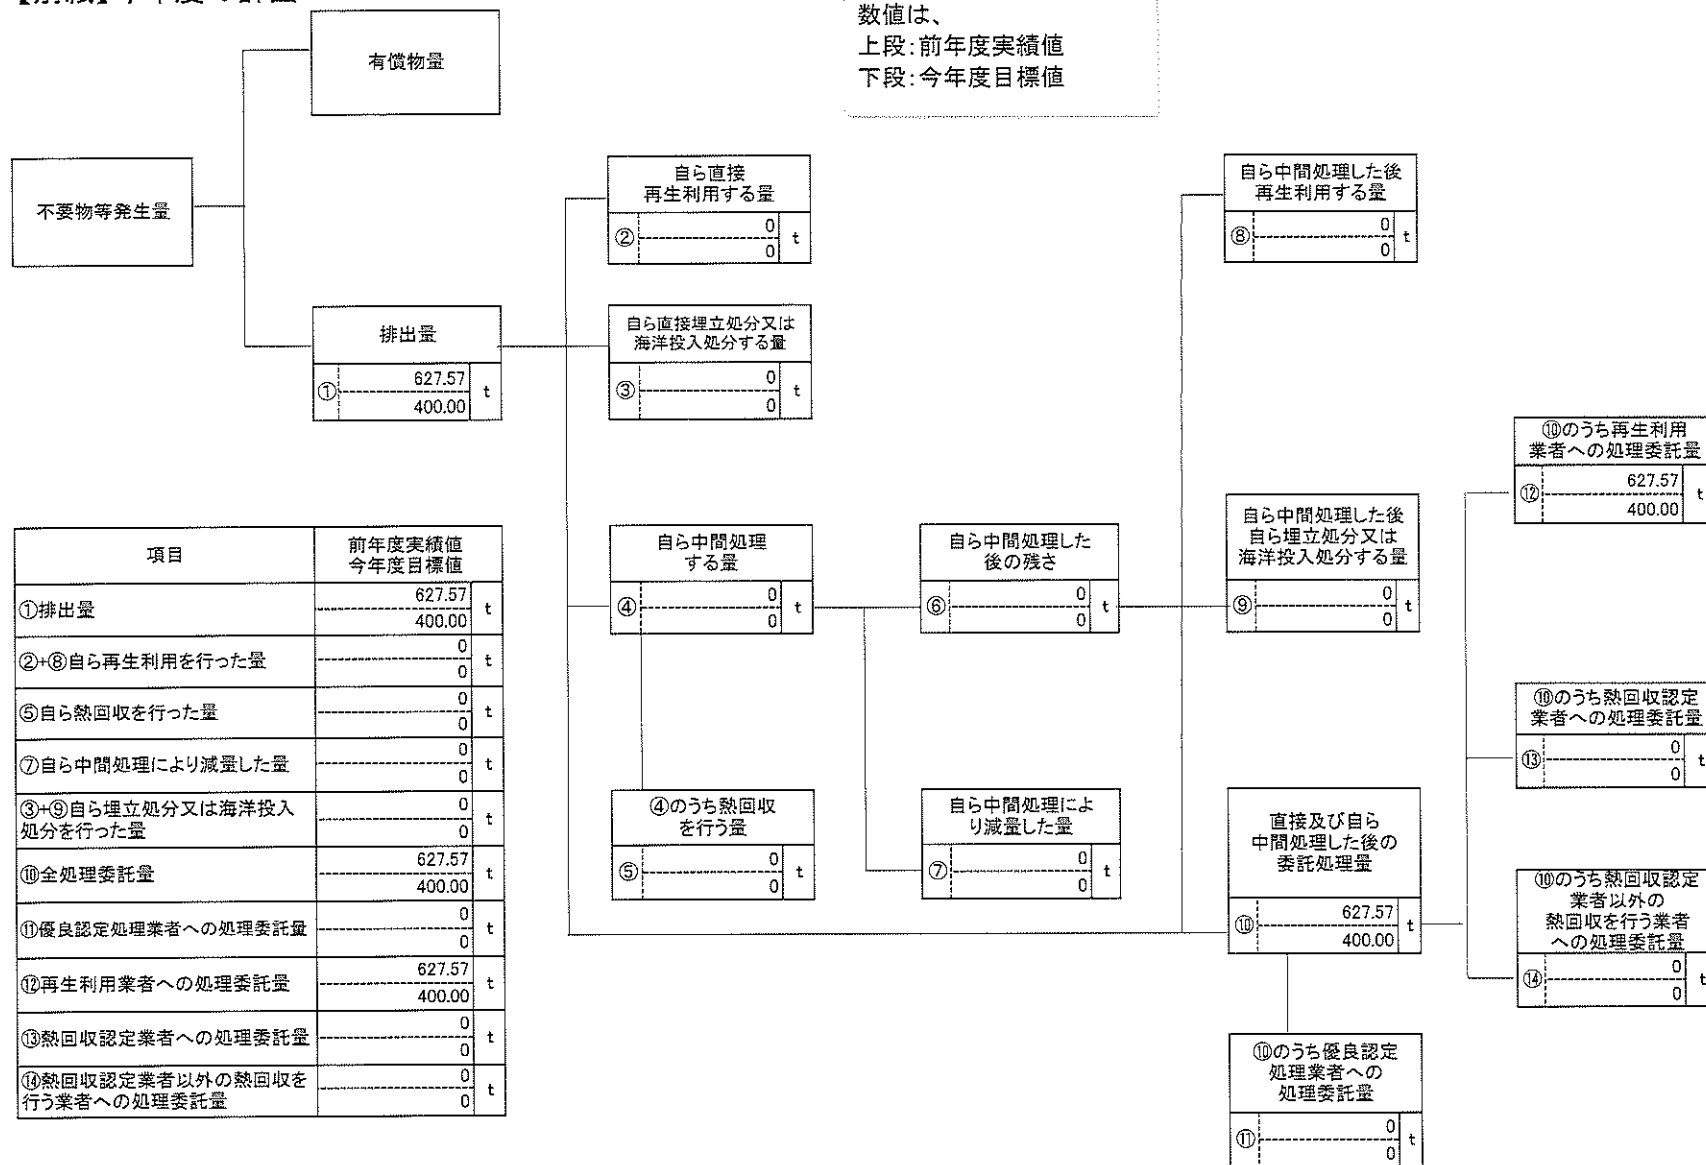 数値は、
上段:前年度実績値
下段:今年度目標値
有償物量
不要物等発生量
排出量
① 627.57 t
400.00
自ら直接
再生利用する量
② 0 t
0
自ら直接埋立処分又は
海洋投入処分する量
③ 0 t
0
自ら中間処理
する量
④ 0 t
0
④のうち熱回収
を行う量
⑤ 0 t
0
自ら中間処理した
後の残さ
⑥ 0 t
0
自ら中間処理によ
り減量した量
⑦ 0 t
0
自ら中間処理した後
再生利用する量
⑧ 0 t
0
自ら中間処理した後
自ら埋立処分又は
海洋投入処分する量
⑨ 0 t
0
直接及び自ら
中間処理した後の
委託処理量
⑩ 627.57 t
400.00
⑩のうち優良認定
処理業者への
処理委託量
⑪ 0 t
0
⑩のうち再生利用
業者への処理委託量
⑫ 627.57 t
400.00
⑩のうち熱回収認定
業者への処理委託量
⑬ 0 t
0
⑩のうち熱回収認定
業者以外の
熱回収を行う業者
への処理委託量
⑭ 0 t
0
項目 前年度実績値
今年度目標値
①排出量 627.57 t
400.00
②+⑧自ら再生利用を行った量 0 t
0
⑤自ら熱回収を行った量 0 t
0
⑦自ら中間処理により減量した量 0 t
0
③+⑨自ら埋立処分又は海洋投入
処分を行った量 0 t
0
⑩全処理委託量 627.57 t
400.00
⑪優良認定処理業者への処理委託量 0 t
0
⑫再生利用業者への処理委託量 627.57 t
400.00
⑬熱回収認定業者への処理委託量 0 t
0
⑭熱回収認定業者以外の熱回収を
行う業者への処理委託量 0 t
0